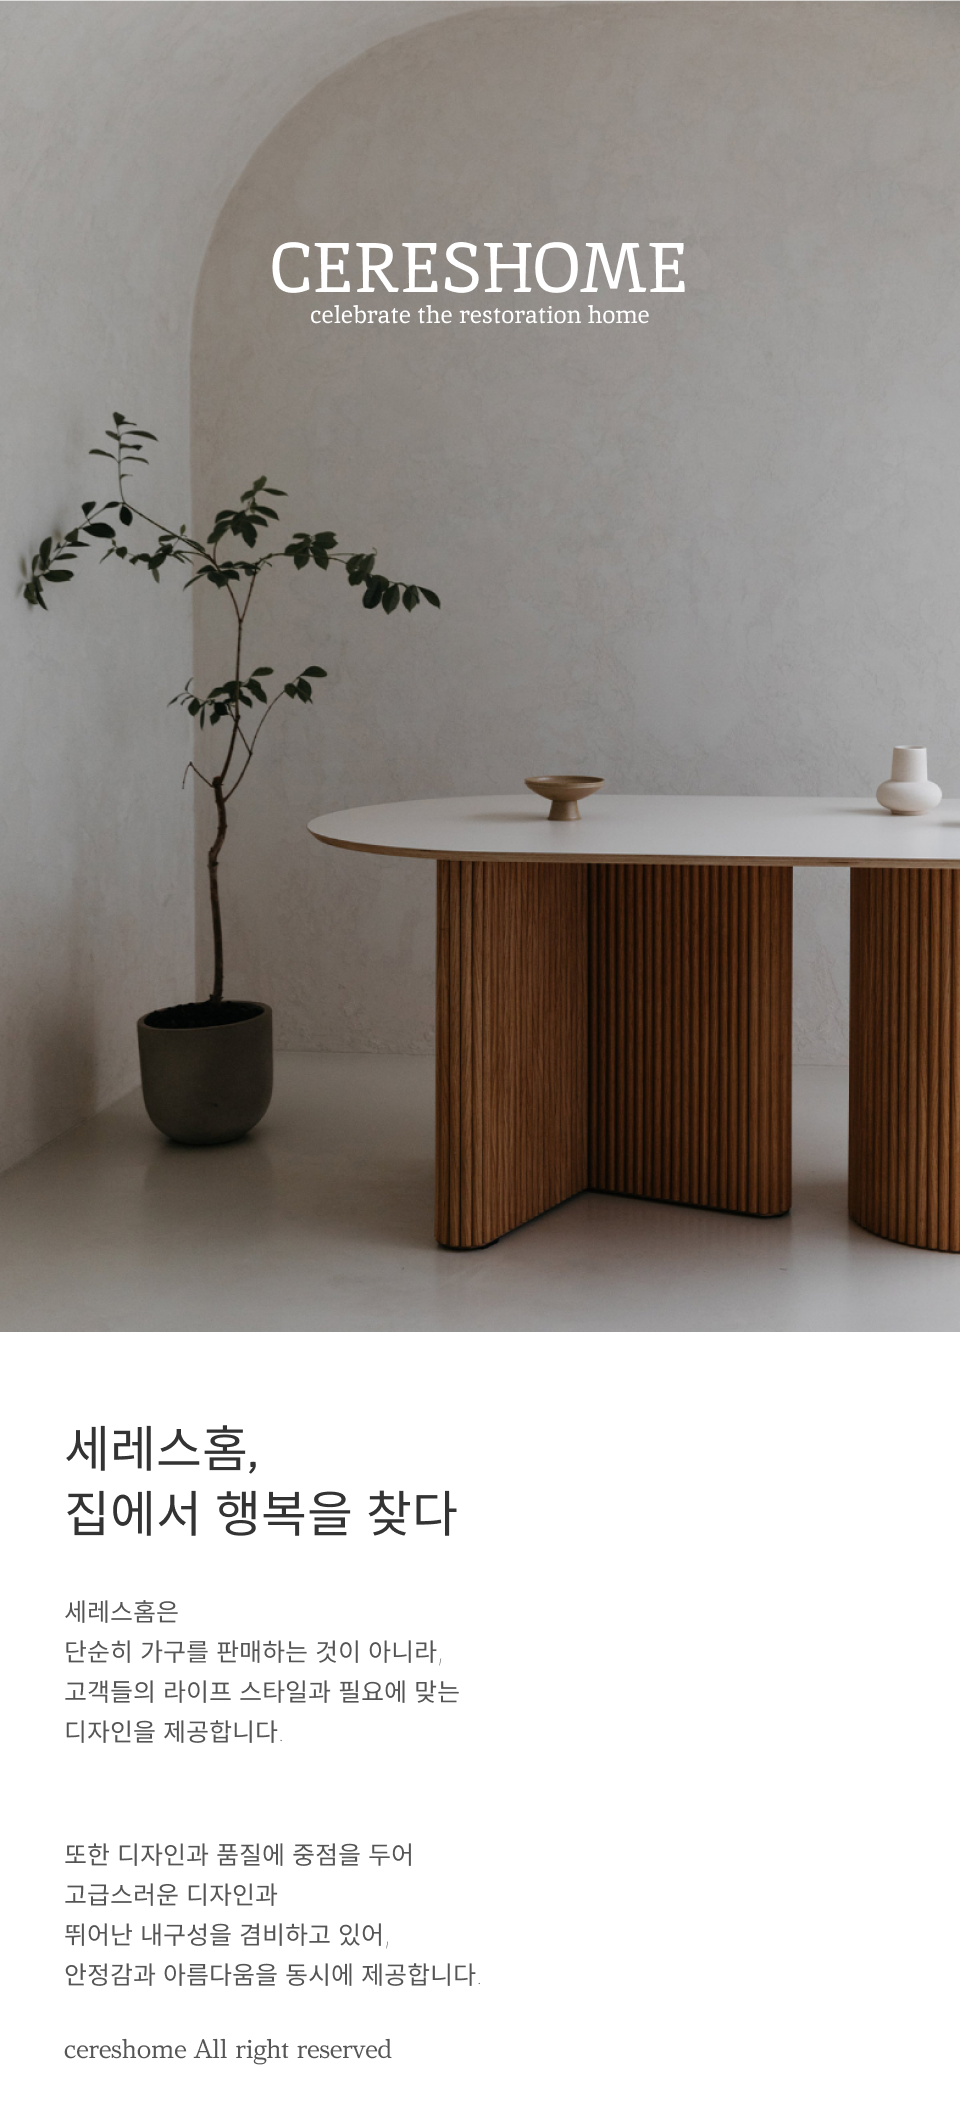 CERESHOME
celebrate the restoration home
세레스홈,
집에서 행복을 찾다
세레스홈은
단순히 가구를 판매하는 것이 아니라,
고객들의 라이프 스타일과 필요에 맞는
디자인을 제공합니다.
또한 디자인과 품질에 중점을 두어
고급스러운 디자인과
뛰어난 내구성을 겸비하고 있어,
안정감과 아름다움을 동시에 제공합니다.
cereshome All right reserved